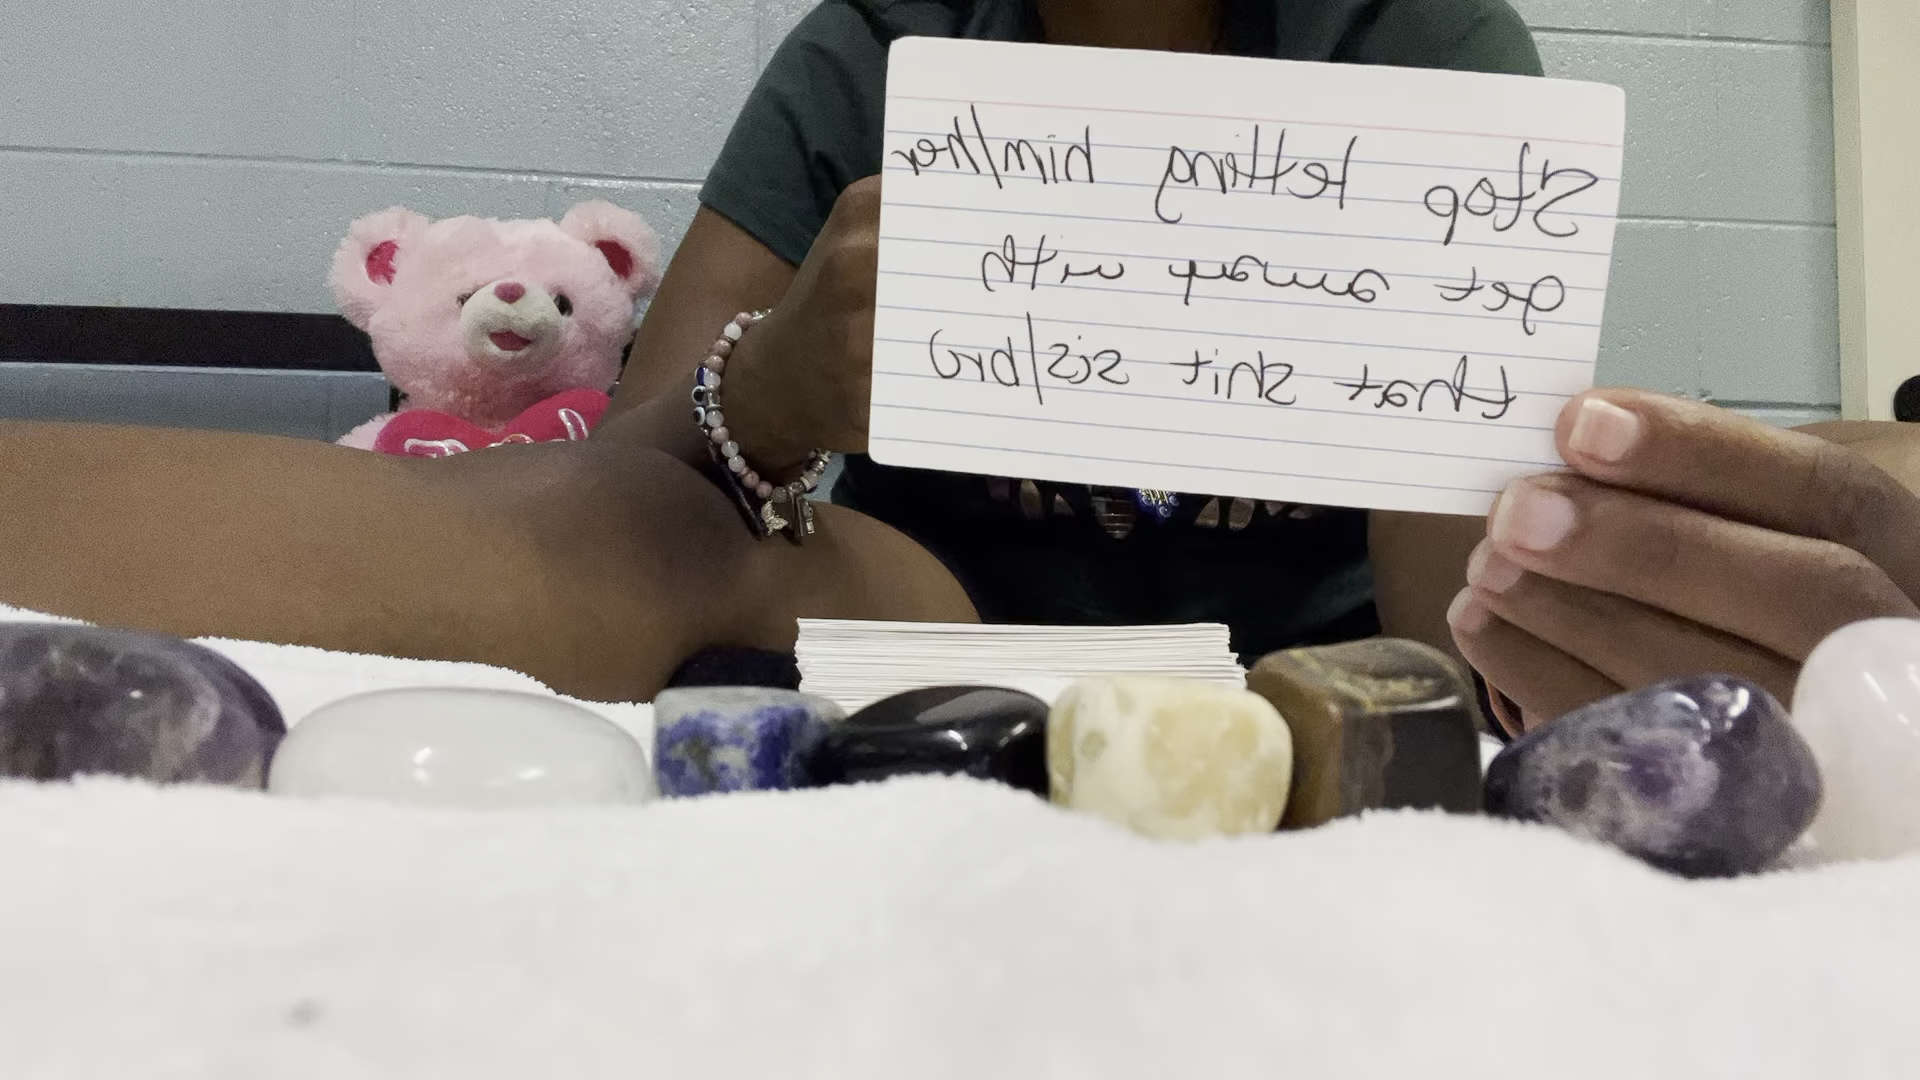 Stop letting him/her
get away with
that shit sis/bro